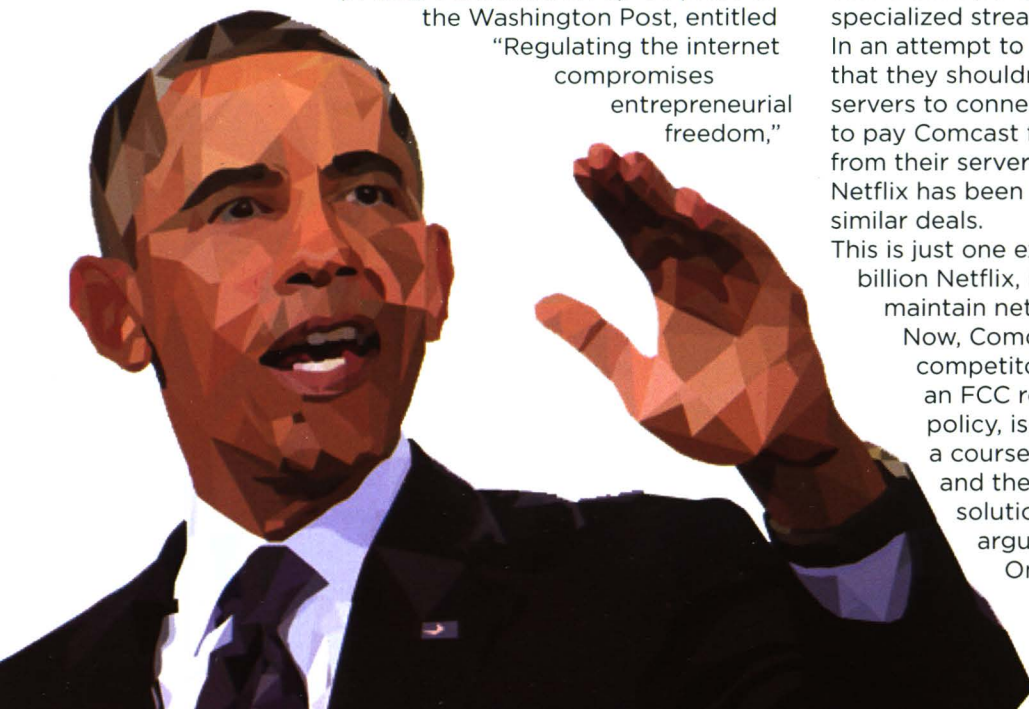 the Washington Post, entitled
“Regulating the internet
compromises
entrepreneurial
freedom,”
specialized strea
In an attempt to
that they should
servers to conne
to pay Comcast
from their server
Netflix has been
similar deals.
This is just one e
billion Netflix,
maintain net
Now, Como
competito
an FCC r
policy, is
a course
and the
solutio
argu
Or